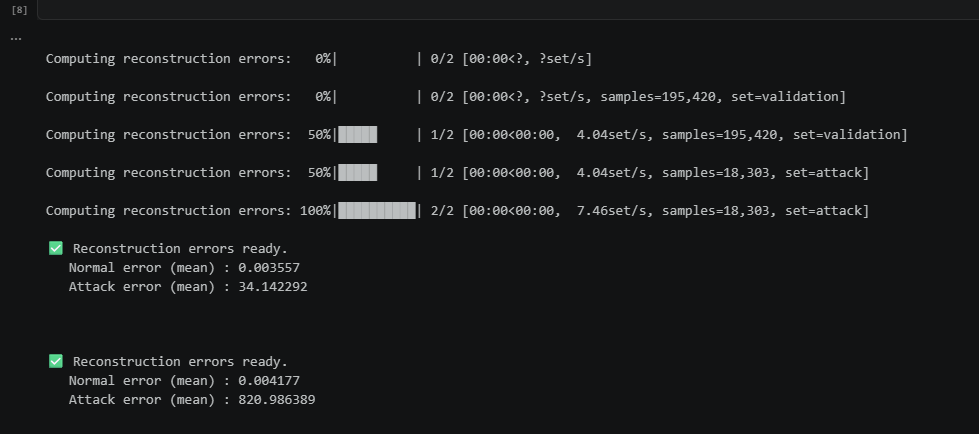 [8]
...
Computing reconstruction errors:   0%|          | 0/2 [00:00<?, ?set/s]
Computing reconstruction errors:   0%|          | 0/2 [00:00<?, ?set/s, samples=195,420, set=validation]
Computing reconstruction errors:  50%|█████     | 1/2 [00:00<00:00,  4.04set/s, samples=195,420, set=validation]
Computing reconstruction errors:  50%|█████     | 1/2 [00:00<00:00,  4.04set/s, samples=18,303, set=attack]
Computing reconstruction errors: 100%|██████████| 2/2 [00:00<00:00,  7.46set/s, samples=18,303, set=attack]
✅ Reconstruction errors ready.
Normal error (mean) : 0.003557
Attack error (mean) : 34.142292
✅ Reconstruction errors ready.
Normal error (mean) : 0.004177
Attack error (mean) : 820.986389